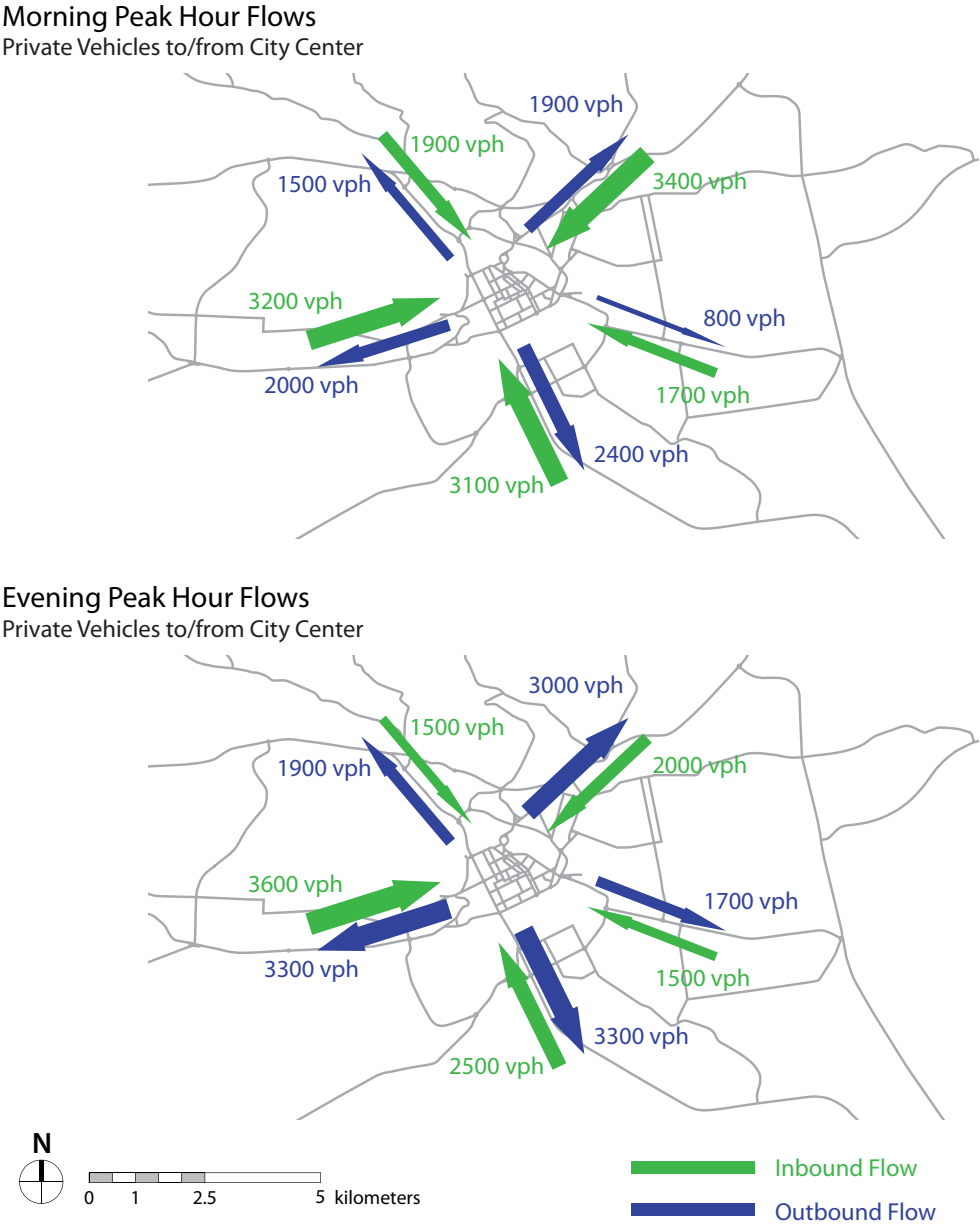 Morning Peak Hour Flows
Private Vehicles to/from City Center
1900 vph
1900 vph
1500 vph
3400 vph
3200 vph
800 vph
2000 vph
1700 vph
2400 vph
3100 vph
Evening Peak Hour Flows
Private Vehicles to/from City Center
3000 vph
1500 vph
1900 vph
2000 vph
3600 vph
1700 vph
3300 vph
1500 vph
3300 vph
2500 vph
N
0 1 2.5 5 kilometers
Inbound Flow
Outbound Flow